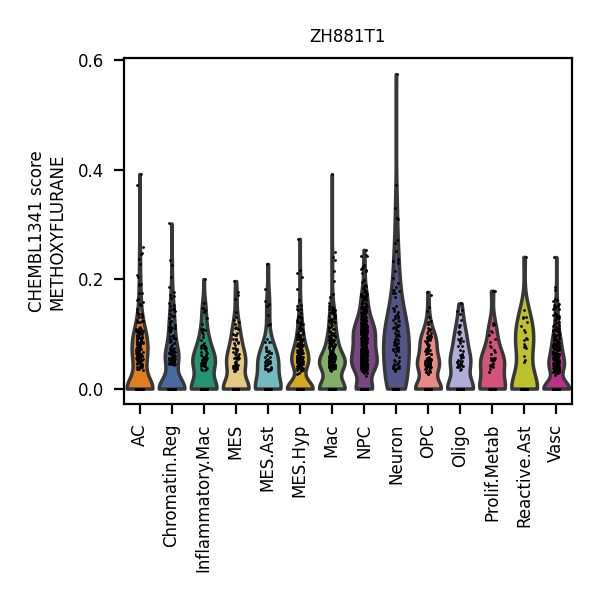 ZH881T1
CHEMBL1341 score
METHOXYFLURANE
0.6
0.4
0.2
0.0
AC
Chromatin.Reg
Inflammatory.Mac
MES
MES.Ast
MES.Hyp
Mac
NPC
Neuron
OPC
Oligo
Prolif.Metab
Reactive.Ast
Vasc